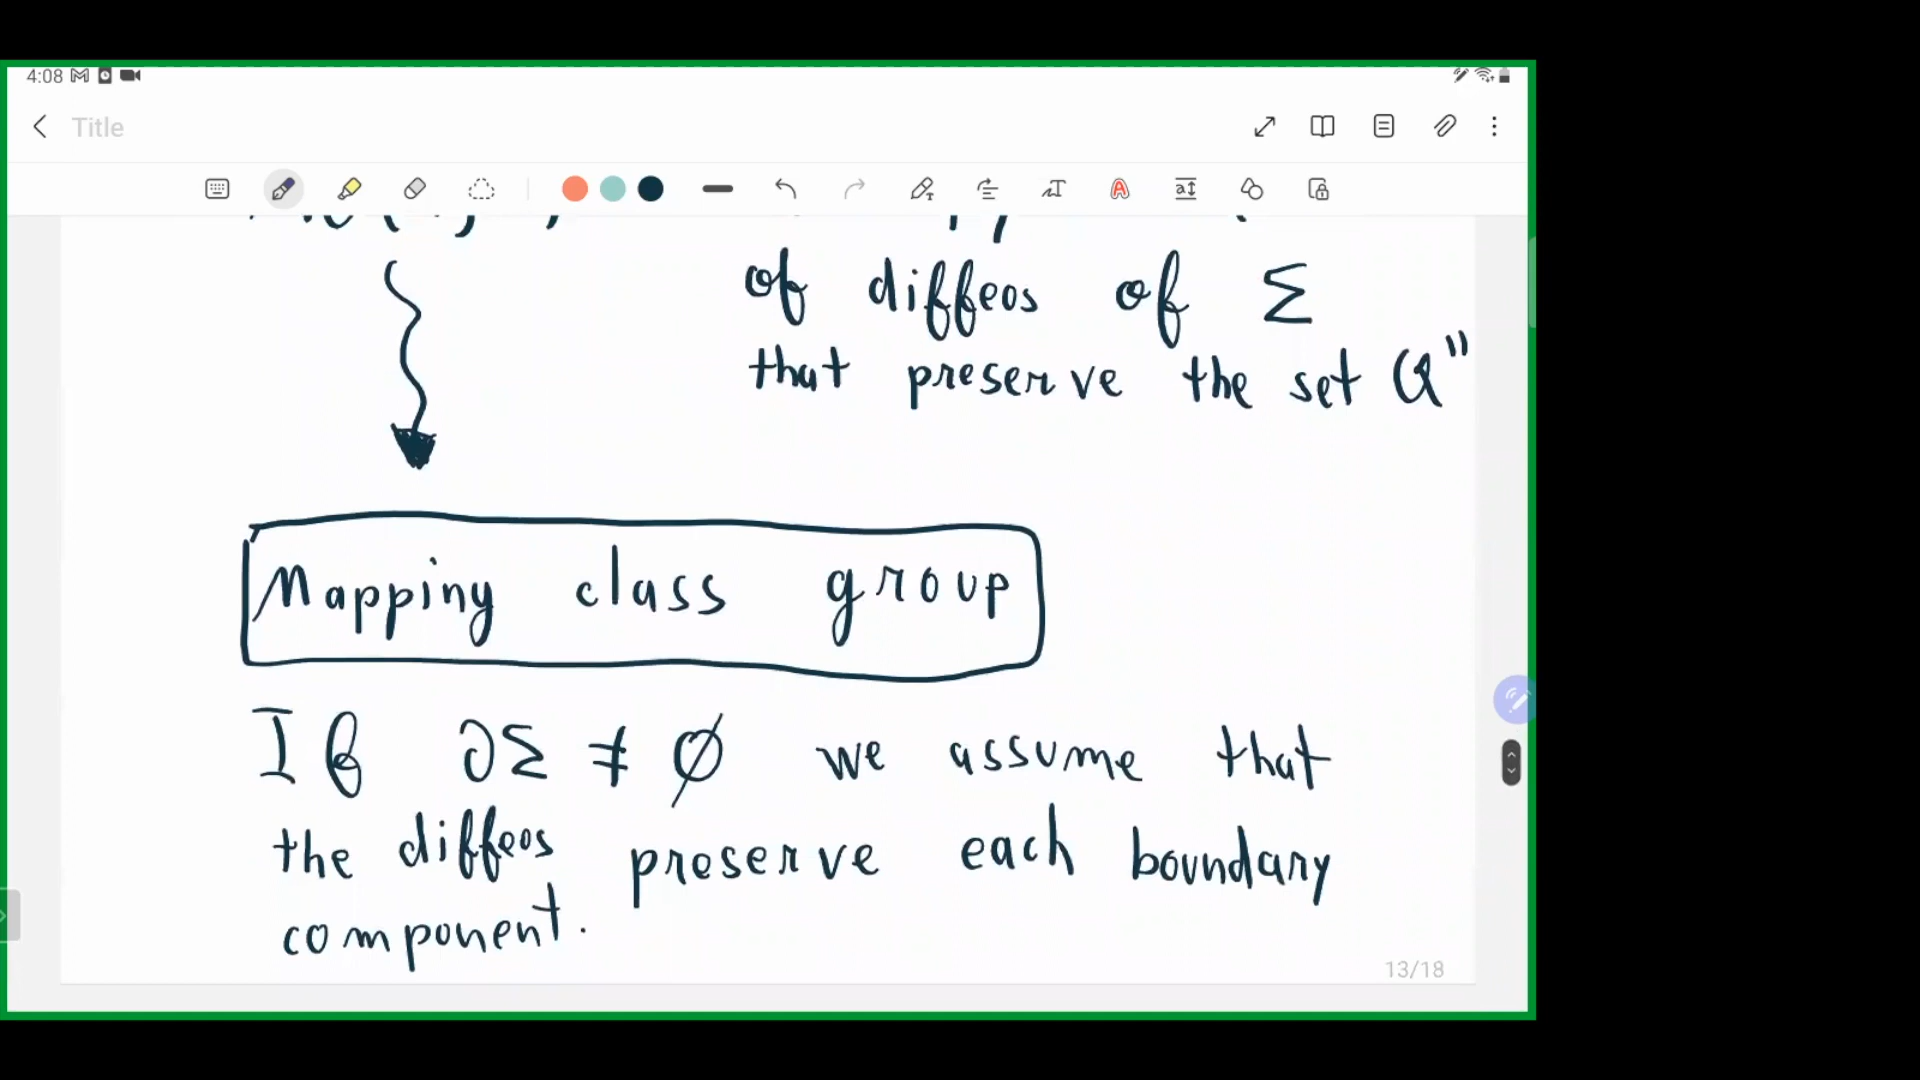 4:08
Title
of diffeos of Σ
that preserve the set Q"
Mapping class group
If ∂Σ ≠ ∅ we assume that
the diffeos preserve each boundary
component.
13/18